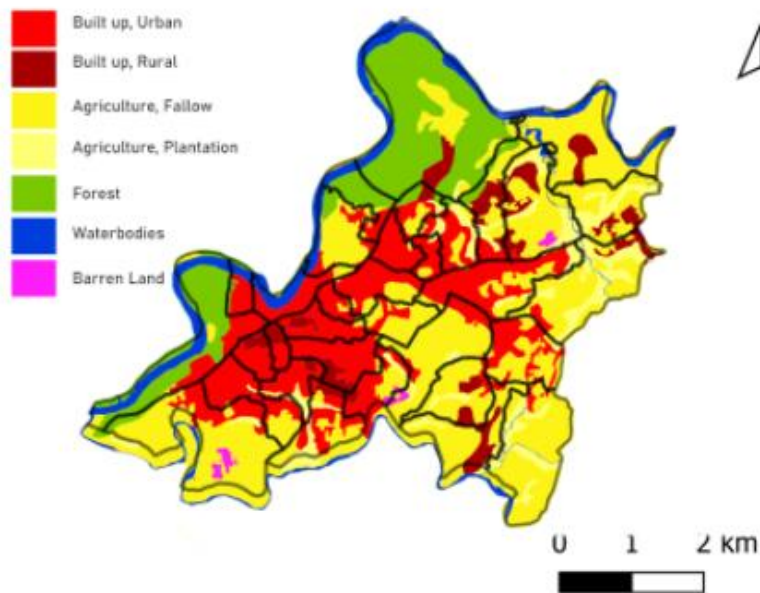 Built up, Urban
Built up, Rural
Agriculture, Fallow
Agriculture, Plantation
Forest
Waterbodies
Barren Land
0 1 2 km